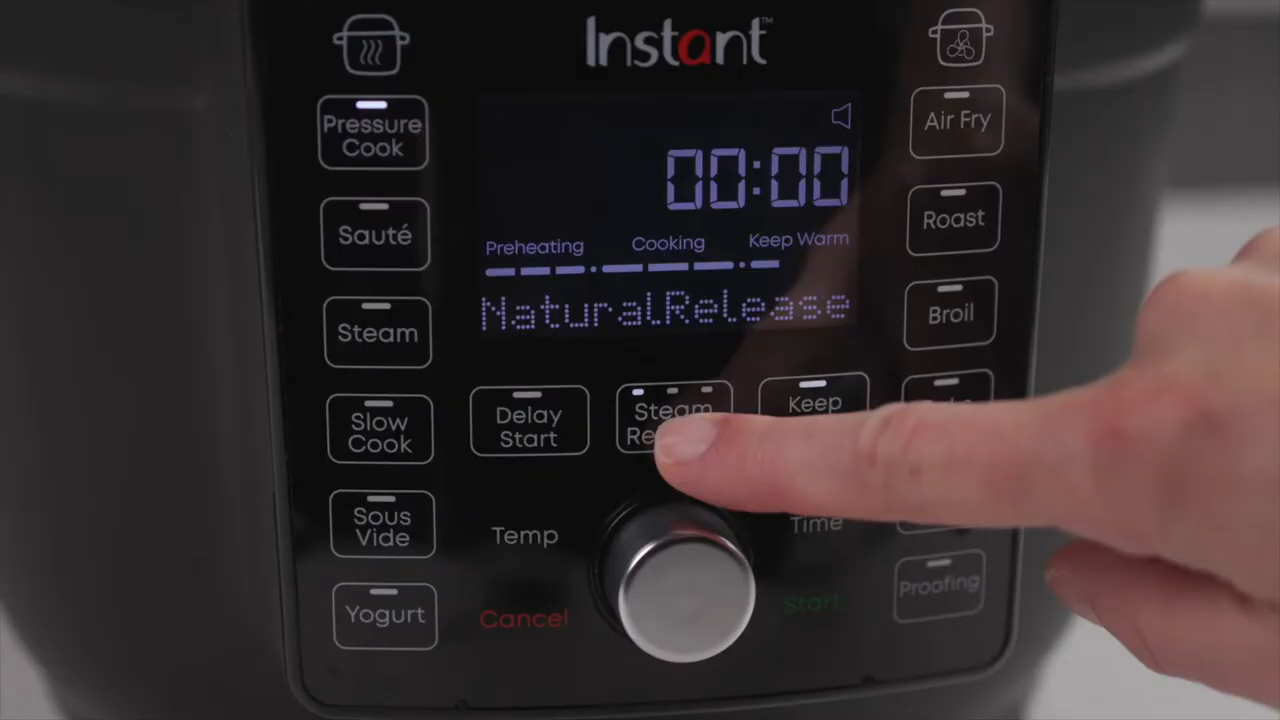 Instant™
Pressure
Cook
Sauté
Steam
Slow
Cook
Sous
Vide
Yogurt
00:00
Preheating Cooking Keep Warm
NaturalRelease
Delay
Start
Steam
Keep
Temp
Time
Cancel
Start
Air Fry
Roast
Broil
Proofing